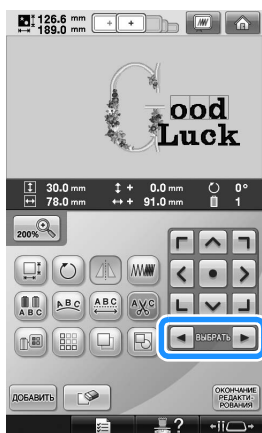 126.6 mm
189.0 mm
Good
Luck
30.0 mm + 0.0 mm 0°
78.0 mm + 91.0 mm 1
200%
A B C
A B C
A B C
A B C
ВЫБРАТЬ
ДОБАВИТЬ
ОКОНЧАНИЕ
РЕДАКТИ-
РОВАНИЯ
?